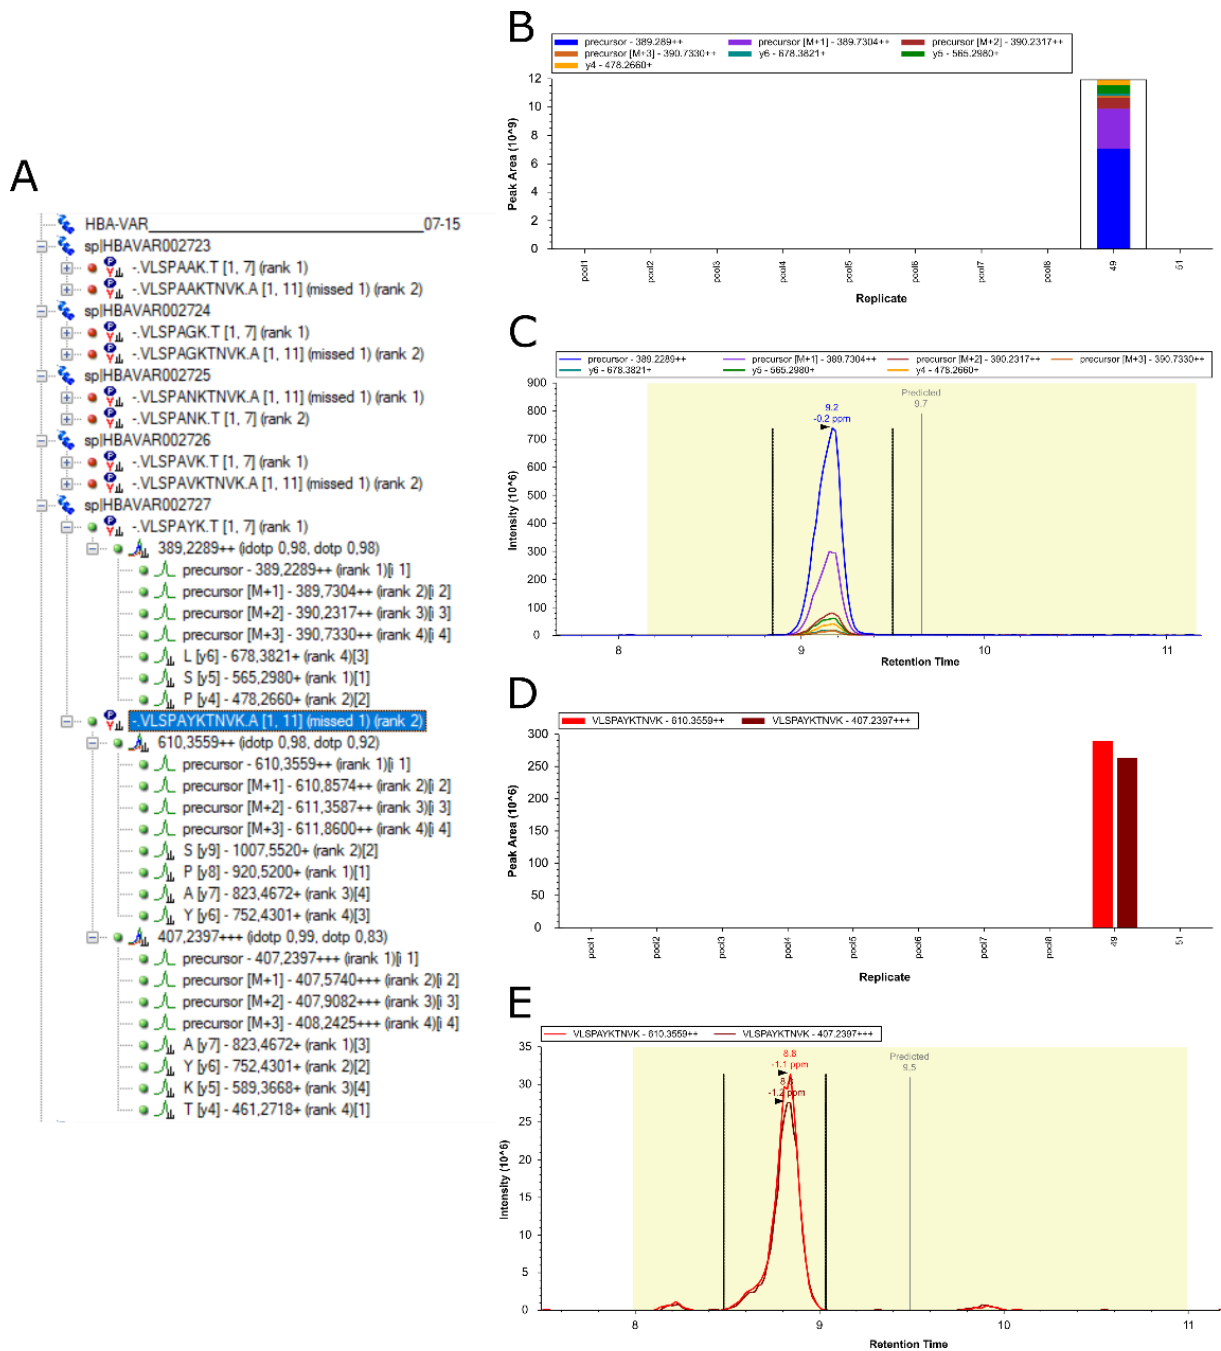 A
HBA-VAR________________________________07-15
sp|HBAVAR002723
-.VLSPAAK.T [1, 7] (rank 1)
-.VLSPAAKTNVK.A [1, 11] (missed 1) (rank 2)
sp|HBAVAR002724
-.VLSPAGK.T [1, 7] (rank 1)
-.VLSPAGKTNVK.A [1, 11] (missed 1) (rank 2)
sp|HBAVAR002725
-.VLSPANKTNVK.A [1, 11] (missed 1) (rank 1)
-.VLSPANK.T [1, 7] (rank 2)
sp|HBAVAR002726
-.VLSPAVK.T [1, 7] (rank 1)
-.VLSPAVKTNVK.A [1, 11] (missed 1) (rank 2)
sp|HBAVAR002727
-.VLSPAYK.T [1, 7] (rank 1)
389,2289++ (idotp 0,98, dotp 0,98)
precursor - 389,2289++ (irank 1)[i 1]
precursor [M+1] - 389,7304++ (irank 2)[i 2]
precursor [M+2] - 390,2317++ (irank 3)[i 3]
precursor [M+3] - 390,7330++ (irank 4)[i 4]
L [y6] - 678,3821+ (rank 4)[3]
S [y5] - 565,2980+ (rank 1)[1]
P [y4] - 478,2660+ (rank 2)[2]
-.VLSPAYKTNVK.A [1, 11] (missed 1) (rank 2)
610,3559++ (idotp 0,98, dotp 0,92)
precursor - 610,3559++ (irank 1)[i 1]
precursor [M+1] - 610,8574++ (irank 2)[i 2]
precursor [M+2] - 611,3587++ (irank 3)[i 3]
precursor [M+3] - 611,8600++ (irank 4)[i 4]
S [y9] - 1007,5520+ (rank 2)[2]
P [y8] - 920,5200+ (rank 1)[1]
A [y7] - 823,4672+ (rank 3)[4]
Y [y6] - 752,4301+ (rank 4)[3]
407,2397+++ (idotp 0,99, dotp 0,83)
precursor - 407,2397+++ (irank 1)[i 1]
precursor [M+1] - 407,5740+++ (irank 2)[i 2]
precursor [M+2] - 407,9082+++ (irank 3)[i 3]
precursor [M+3] - 408,2425+++ (irank 4)[i 4]
A [y7] - 823,4672+ (rank 1)[3]
Y [y6] - 752,4301+ (rank 2)[2]
K [y5] - 589,3668+ (rank 3)[4]
T [y4] - 461,2718+ (rank 4)[1]
B
precursor - 389.289++ precursor [M+1] - 389.7304++ precursor [M+2] - 390.2317++
precursor [M+3] - 390.7330++ y6 - 678.3821+ y5 - 565.2980+
y4 - 478.2660+
Peak Area (10^9)
12
10
8
6
4
2
0
pool1 pool2 pool3 pool4 pool5 pool6 pool7 pool8 49 51
Replicate
C
precursor - 389.2289++ precursor [M+1] - 389.7304++ precursor [M+2] - 390.2317++ precursor [M+3] - 390.7330++
y6 - 678.3821+ y5 - 565.2980+ y4 - 478.2660+
Intensity (10^6)
900
800
700
600
500
400
300
200
100
0
9.2
-0.2 ppm
Predicted
9.7
8 9 10 11
Retention Time
D
VLSPAYKTNVK - 610.3559++ VLSPAYKTNVK - 407.2397+++
Peak Area (10^6)
300
250
200
150
100
50
0
pool1 pool2 pool3 pool4 pool5 pool6 pool7 pool8 49 51
Replicate
E
VLSPAYKTNVK - 610.3559++ VLSPAYKTNVK - 407.2397+++
Intensity (10^6)
35
30
25
20
15
10
5
0
8.8
-1.1 ppm
-1.2 ppm
Predicted
9.5
8 9 10 11
Retention Time